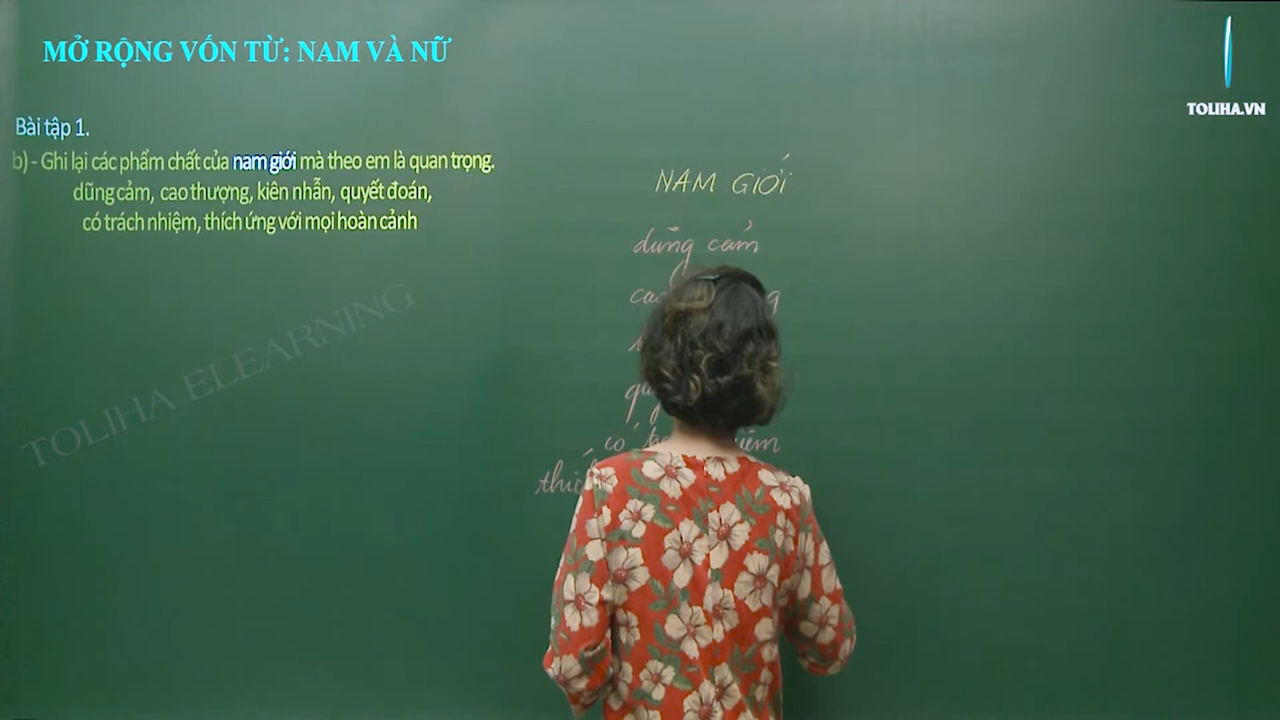 MỞ RỘNG VỐN TỪ: NAM VÀ NỮ
TOLIHA.VN
Bài tập 1.
b) - Ghi lại các phẩm chất của nam giới mà theo em là quan trọng.
dũng cảm, cao thượng, kiên nhẫn, quyết đoán,
có trách nhiệm, thích ứng với mọi hoàn cảnh
NAM GIỚI
dũng cảm
có
TOLIHA ELEARNING